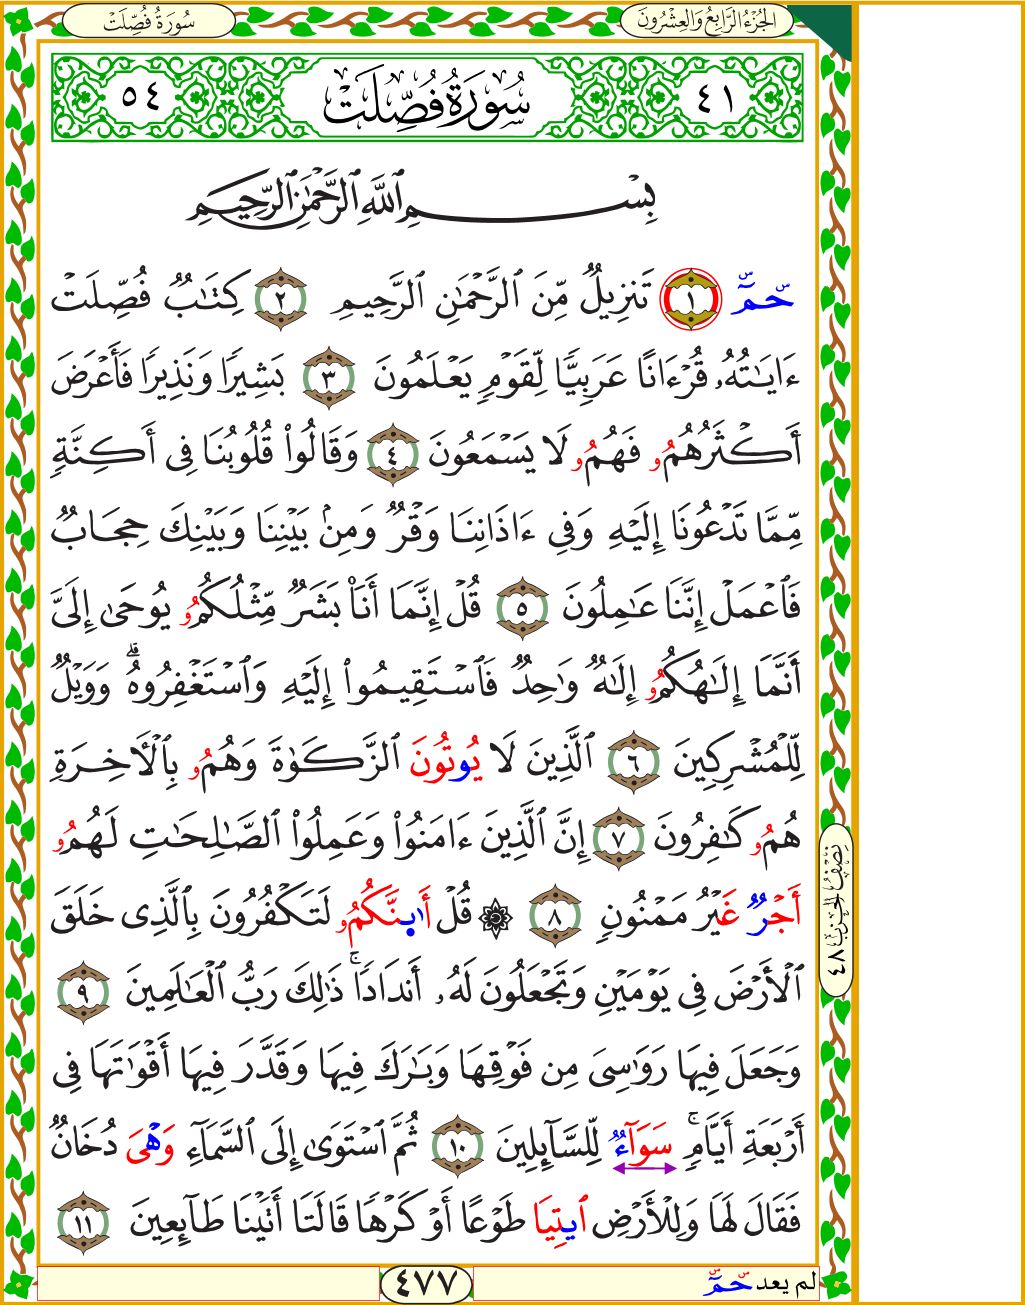 الجُزْءُ الرَّابِعُ وَالعِشْرُونَ
سُورَةُ فُصِّلَتْ
٤١ سُورَةُ فُصِّلَتْ ٥٤
بِسْمِ ٱللَّهِ ٱلرَّحْمَٰنِ ٱلرَّحِيمِ
حمٓ ١ تَنزِيلٌ مِّنَ ٱلرَّحْمَٰنِ ٱلرَّحِيمِ ٢ كِتَٰبٌ فُصِّلَتْ
ءَايَٰتُهُۥ قُرْءَانًا عَرَبِيًّا لِّقَوْمٍ يَعْلَمُونَ ٣ بَشِيرًا وَنَذِيرًا فَأَعْرَضَ
أَكْثَرُهُمُۥ فَهُمُۥ لَا يَسْمَعُونَ ٤ وَقَالُوا۟ قُلُوبُنَا فِى أَكِنَّةٍ
مِّمَّا تَدْعُونَا إِلَيْهِ وَفِى ءَاذَانِنَا وَقْرٌ وَمِنۢ بَيْنِنَا وَبَيْنِكَ حِجَابٌ
فَٱعْمَلْ إِنَّنَا عَٰمِلُونَ ٥ قُلْ إِنَّمَا أَنَا۠ بَشَرٌ مِّثْلُكُمُۥ يُوحَىٰ إِلَىَّ
أَنَّمَا إِلَٰهُكُمُۥ إِلَٰهٌ وَٰحِدٌ فَٱسْتَقِيمُوا۟ إِلَيْهِ وَٱسْتَغْفِرُوهُ ۗ وَوَيْلٌ
لِّلْمُشْرِكِينَ ٦ ٱلَّذِينَ لَا يُوتُونَ ٱلزَّكَوٰةَ وَهُمُۥ بِٱلْأَخِرَةِ
هُمُۥ كَٰفِرُونَ ٧ إِنَّ ٱلَّذِينَ ءَامَنُوا۟ وَعَمِلُوا۟ ٱلصَّٰلِحَٰتِ لَهُمُۥ
أَجْرٌ غَيْرُ مَمْنُونٍ ٨ ۞ قُلْ أَا۬ىِٕنَّكُمُۥ لَتَكْفُرُونَ بِٱلَّذِى خَلَقَ
ٱلْأَرْضَ فِى يَوْمَيْنِ وَتَجْعَلُونَ لَهُۥ أَندَادًا ۚ ذَٰلِكَ رَبُّ ٱلْعَٰلَمِينَ ٩
وَجَعَلَ فِيهَا رَوَٰسِىَ مِن فَوْقِهَا وَبَٰرَكَ فِيهَا وَقَدَّرَ فِيهَا أَقْوَٰتَهَا فِى
أَرْبَعَةِ أَيَّامٍ ۚ سَوَآءٌ لِّلسَّآئِلِينَ ١٠ ثُمَّ ٱسْتَوَىٰ إِلَى ٱلسَّمَآءِ وَهْىَ دُخَانٌ
فَقَالَ لَهَا وَلِلْأَرْضِ ٱيتِيَا طَوْعًا أَوْ كَرْهًا قَالَتَا أَتَيْنَا طَآئِعِينَ ١١
نِصْفُ الحِزْب ٤٨
٤٧٧
لم يعد حمٓ